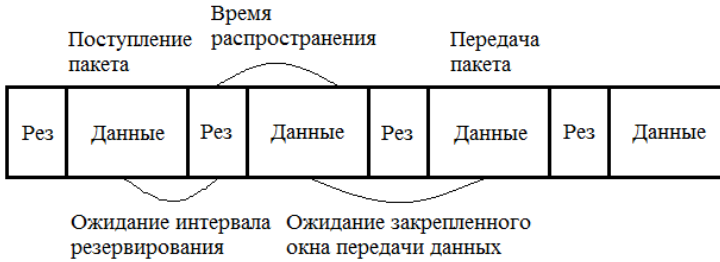 Время
распространения
Поступление
пакета
Передача
пакета
Рез
Данные
Рез
Данные
Рез
Данные
Рез
Данные
Ожидание интервала
резервирования
Ожидание закрепленного
окна передачи данных